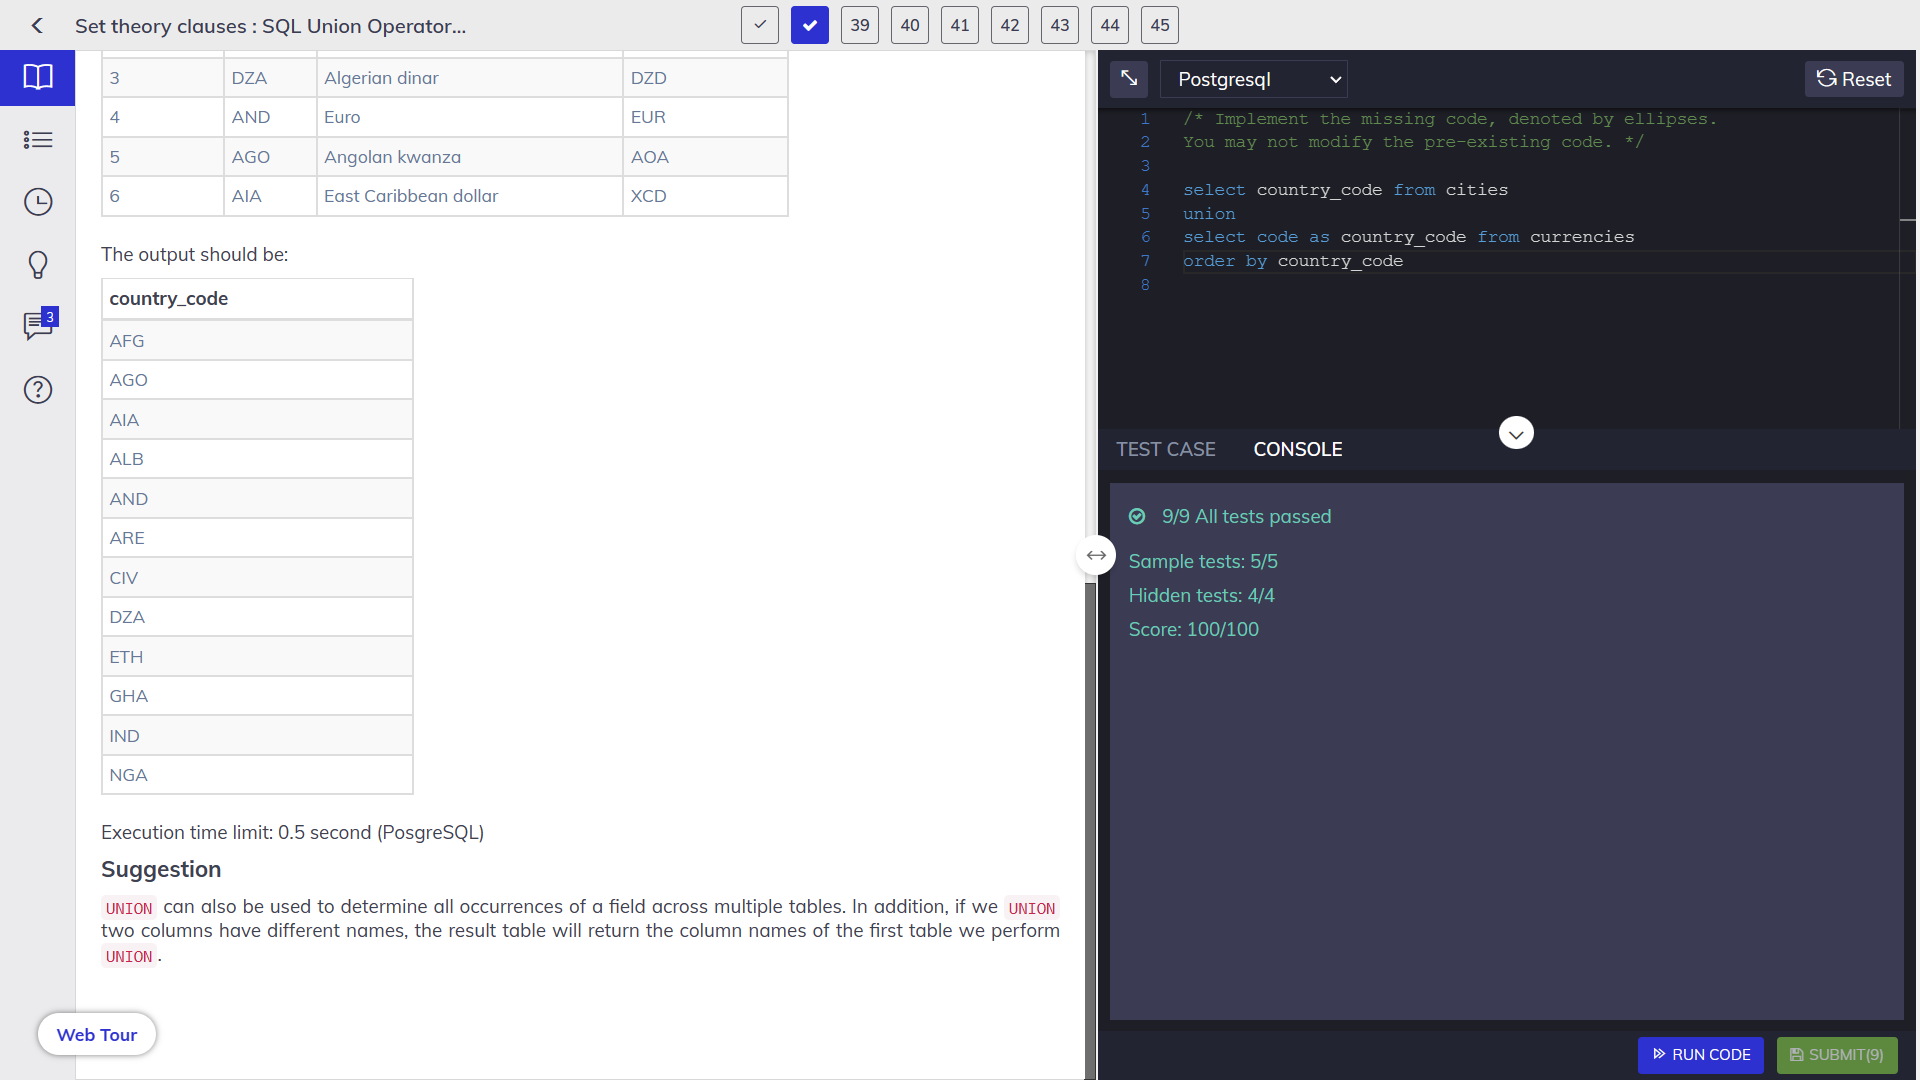 Set theory clauses : SQL Union Operator...
39 40 41 42 43 44 45
3 DZA Algerian dinar DZD
4 AND Euro EUR
5 AGO Angolan kwanza AOA
6 AIA East Caribbean dollar XCD
The output should be:
country_code
AFG
AGO
AIA
ALB
AND
ARE
CIV
DZA
ETH
GHA
IND
NGA
Execution time limit: 0.5 second (PosgreSQL)
Suggestion
UNION can also be used to determine all occurrences of a field across multiple tables. In addition, if we UNION
two columns have different names, the result table will return the column names of the first table we perform
UNION .
3
Web Tour
Postgresql
Reset
1 /* Implement the missing code, denoted by ellipses.
2 You may not modify the pre-existing code. */
3
4 select country_code from cities
5 union
6 select code as country_code from currencies
7 order by country_code
8
TEST CASE CONSOLE
9/9 All tests passed
Sample tests: 5/5
Hidden tests: 4/4
Score: 100/100
RUN CODE SUBMIT(9)